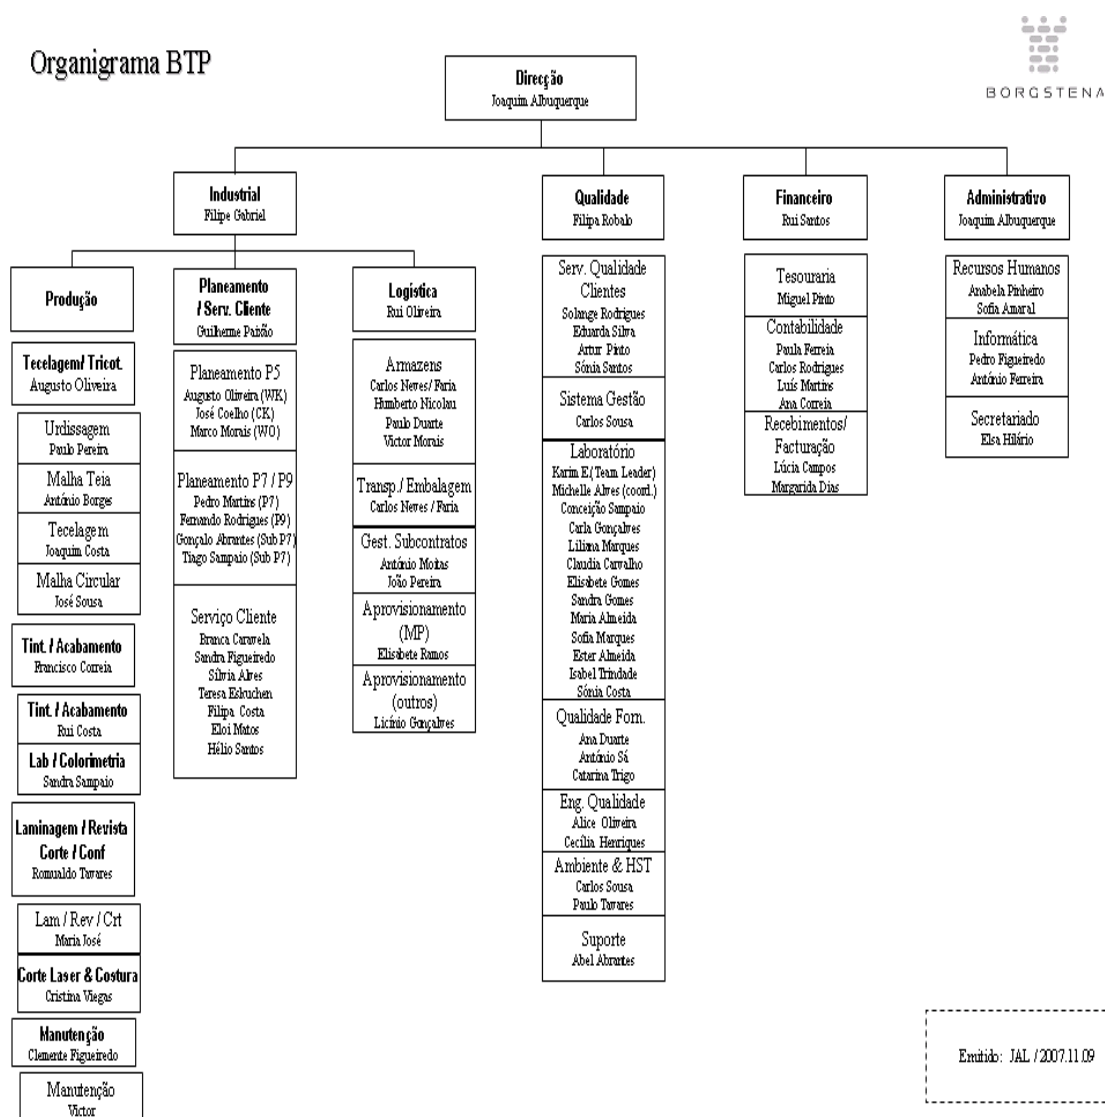 Organigrama BTP
BORGSTENA
Direcção
Joaquim Albuquerque
Industrial
Filipe Gabriel
Qualidade
Filipa Robalo
Financeiro
Rui Santos
Administrativo
Joaquim Albuquerque
Produção
Tecelagem/ Tricot.
Augusto Oliveira
Urdissagem
Paulo Pereira
Malha Teia
António Borges
Tecelagem
Joaquim Costa
Malha Circular
José Sousa
Tint. / Acabamento
Francisco Correia
Tint. / Acabamento
Rui Costa
Lab / Colorimetria
Sandra Sampaio
Laminagem / Revista
Corte / Conf
Romualdo Tavares
Lam / Rev / Crt
Maria José
Corte Laser & Costura
Cristina Viegas
Manutenção
Clemente Figueiredo
Manutenção
Victor
Planeamento
/ Serv. Cliente
Guilherme Paixão
Planeamento P5
Augusto Oliveira (WK)
José Coelho (CK)
Marco Morais (WO)
Planeamento P7 / P9
Pedro Martins (P7)
Fernando Rodrigues (P9)
Gonçalo Abrantes (Sub P7)
Tiago Sampaio (Sub P7)
Serviço Cliente
Branca Caravela
Sandra Figueiredo
Sílvia Alves
Teresa Eskuchen
Filipa Costa
Eloi Matos
Hélio Santos
Logística
Rui Oliveira
Armazens
Carlos Neves/ Faria
Humberto Nicolau
Paulo Duarte
Victor Morais
Transp./ Embalagem
Carlos Neves / Faria
Gest. Subcontratos
António Moitas
João Pereira
Aprovisionamento
(MP)
Elisabete Ramos
Aprovisionamento
(outros)
Licínio Gonçalves
Serv. Qualidade
Clientes
Solange Rodrigues
Eduarda Silva
Artur Pinto
Sónia Santos
Sistema Gestão
Carlos Sousa
Laboratório
Karim E.(Team Leader)
Michelle Alves (coord.)
Conceição Sampaio
Carla Gonçalves
Liliana Marques
Claudia Carvalho
Elisabete Gomes
Sandra Gomes
Maria Almeida
Sofia Marques
Ester Almeida
Isabel Trindade
Sónia Costa
Qualidade Forn.
Ana Duarte
António Sá
Catarina Trigo
Eng. Qualidade
Alice Oliveira
Cecília Henriques
Ambiente & HST
Carlos Sousa
Paulo Tavares
Suporte
Abel Abrantes
Tesouraria
Miguel Pinto
Contabilidade
Paula Ferreia
Carlos Rodrigues
Luís Martins
Ana Correia
Recebimentos/
Facturação
Lúcia Campos
Margarida Dias
Recursos Humanos
Anabela Pinheiro
Sofia Amaral
Informática
Pedro Figueiredo
António Ferreira
Secretariado
Elsa Hilário
Emitido: JAL / 2007.11.09